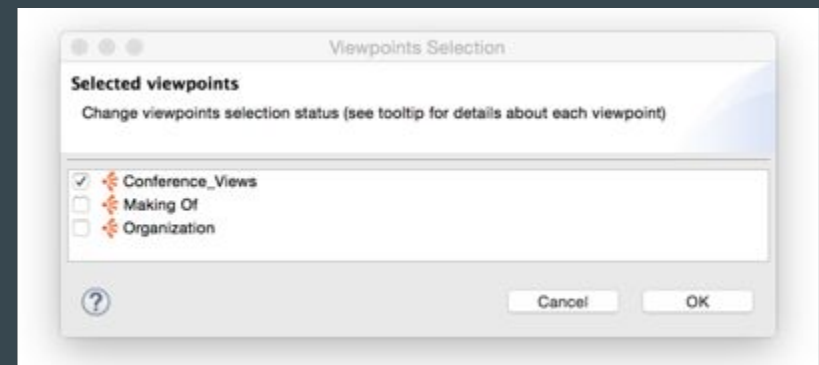 Viewpoints Selection
Selected viewpoints
Change viewpoints selection status (see tooltip for details about each viewpoint)
Conference_Views
Making Of
Organization
?
Cancel OK